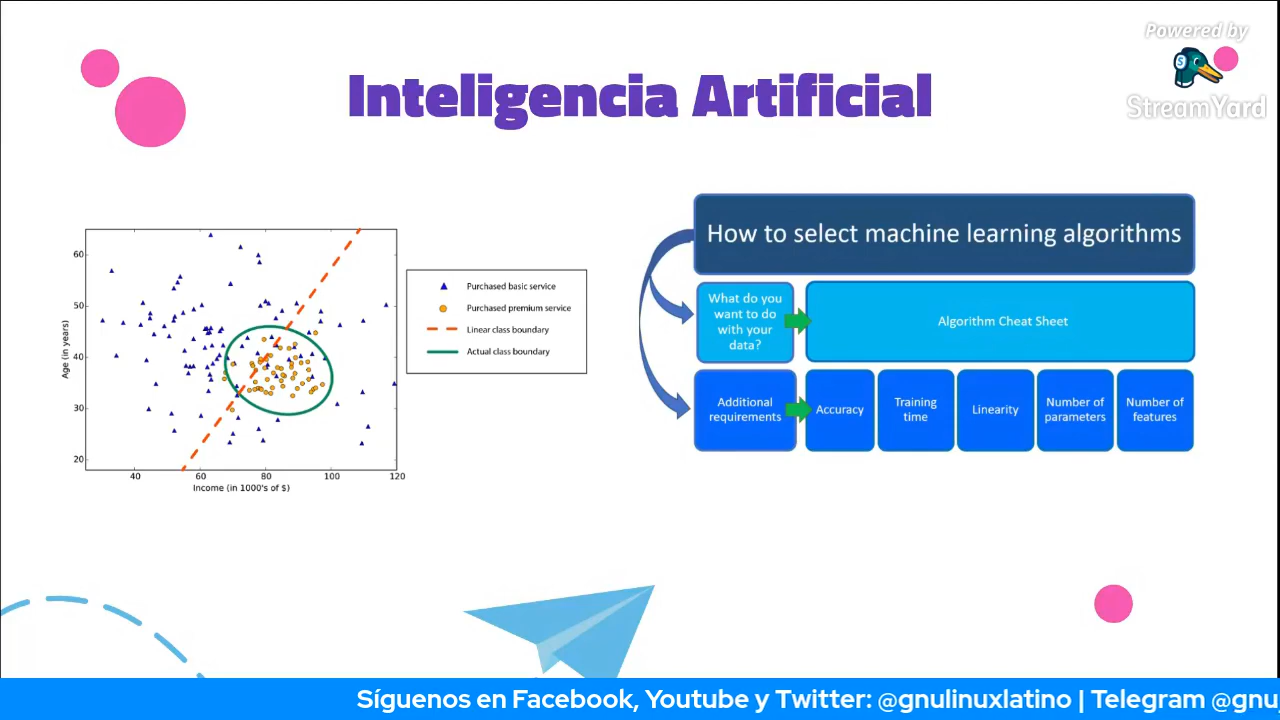 Powered by
StreamYard
Inteligencia Artificial
60
50
40
30
20
Age (in years)
40
60
80
100
120
Income (in 1000's of $)
Purchased basic service
Purchased premium service
Linear class boundary
Actual class boundary
How to select machine learning algorithms
What do you
want to do
with your
data?
Algorithm Cheat Sheet
Additional
requirements
Accuracy
Training
time
Linearity
Number of
parameters
Number of
features
Síguenos en Facebook, Youtube y Twitter: @gnulinuxlatino | Telegram @gnu